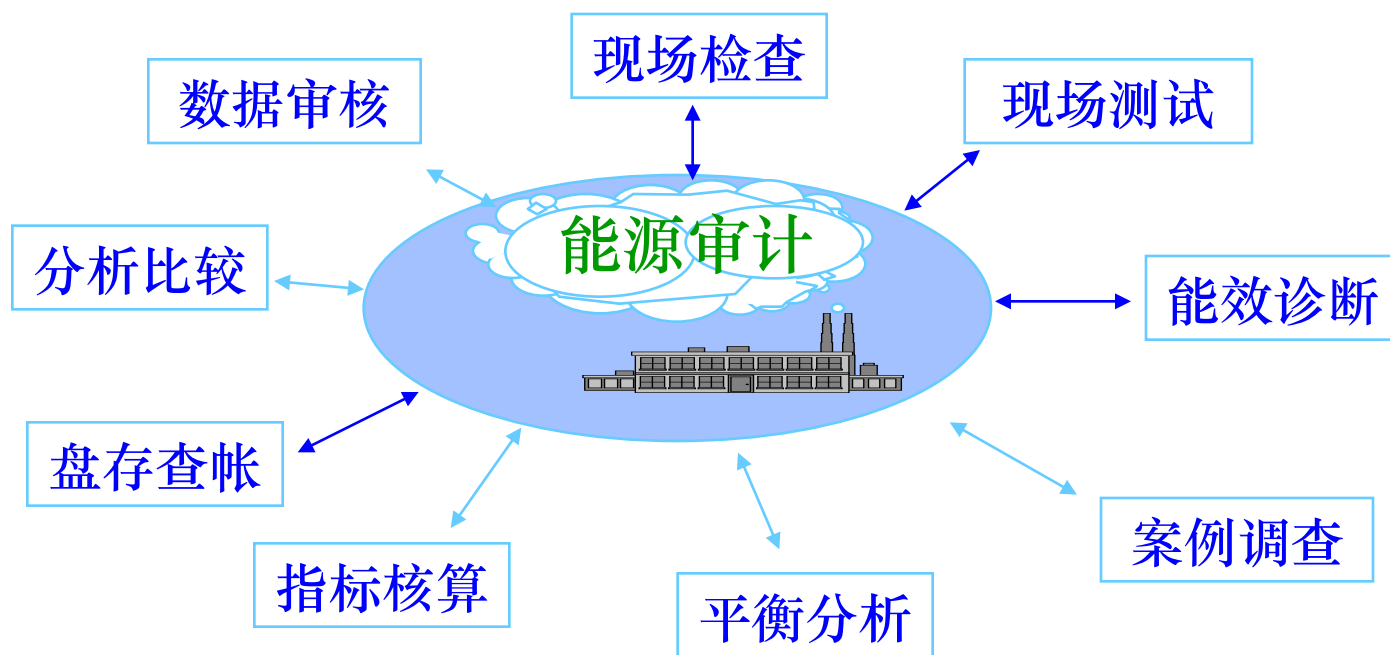 现场检查
数据审核
现场测试
能源审计
分析比较
能效诊断
盘存查帐
案例调查
指标核算
平衡分析